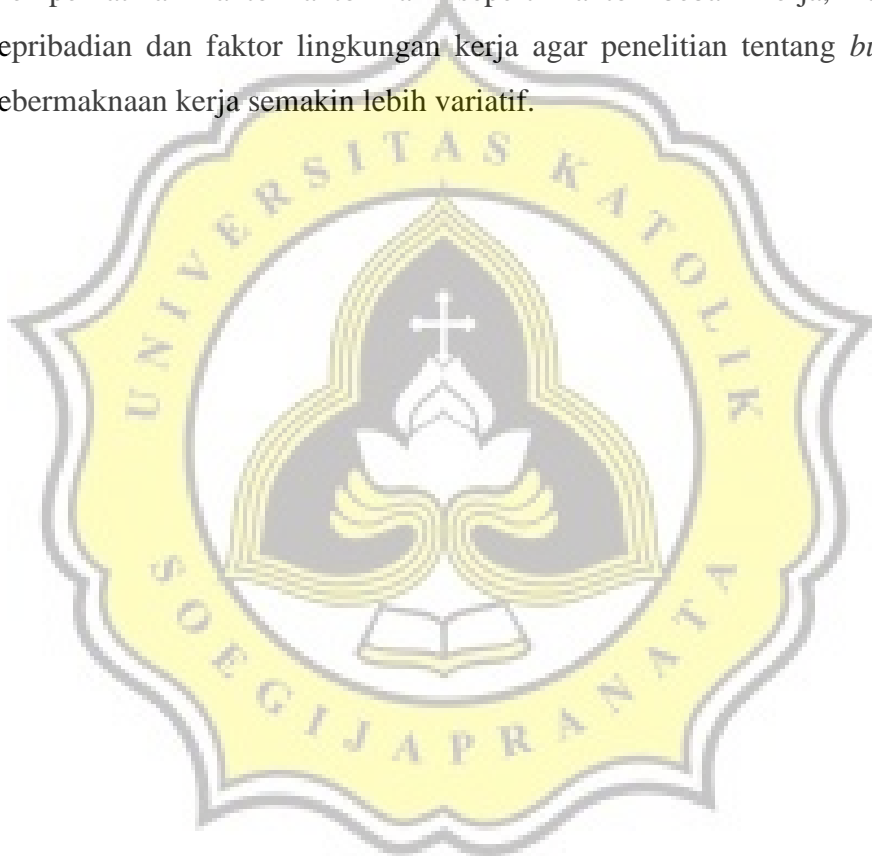 epribadian dan faktor lingkungan kerja agar penelitian tentang bu
ebermaknaan kerja semakin lebih variatif.
UNIVERSITAS KATOLIK
SOEGIJAPRANATA